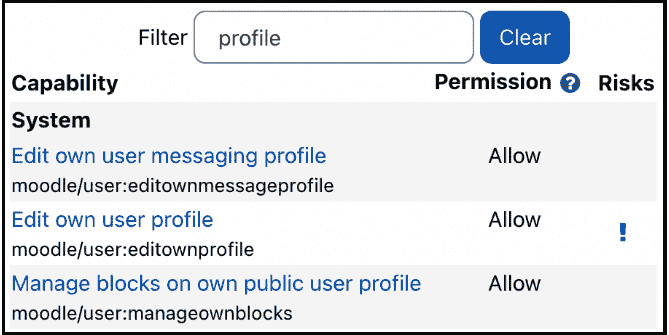 Filter profile Clear
Capability Permission ? Risks
System
Edit own user messaging profile Allow
moodle/user:editownmessageprofile
Edit own user profile Allow
moodle/user:editownprofile !
Manage blocks on own public user profile Allow
moodle/user:manageownblocks